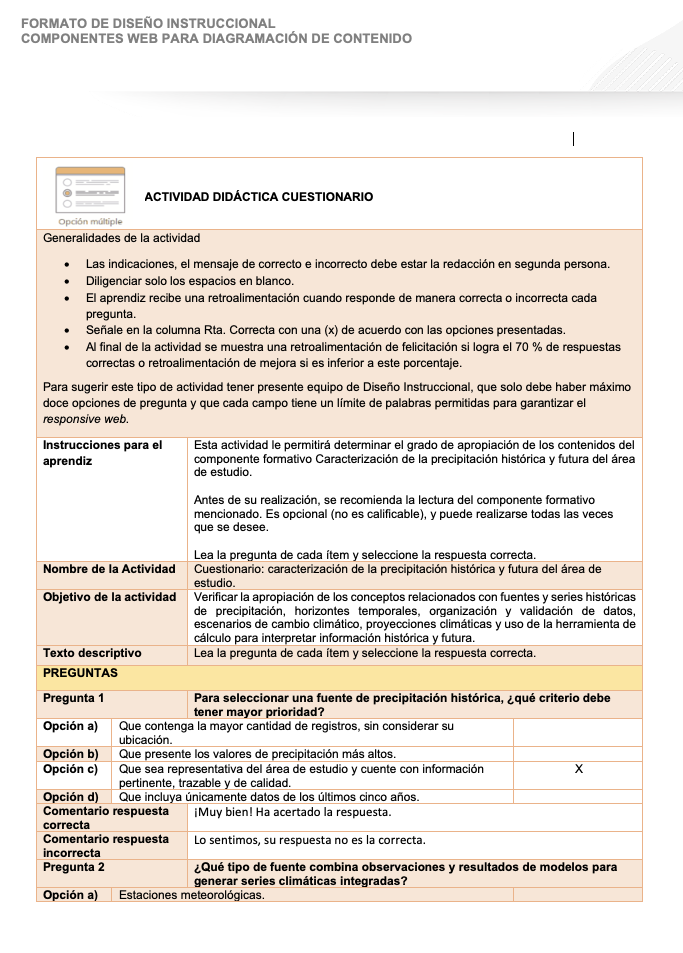 FORMATO DE DISEÑO INSTRUCCIONAL
COMPONENTES WEB PARA DIAGRAMACIÓN DE CONTENIDO
Opción múltiple
ACTIVIDAD DIDÁCTICA CUESTIONARIO
Generalidades de la actividad
• Las indicaciones, el mensaje de correcto e incorrecto debe estar la redacción en segunda persona.
• Diligenciar solo los espacios en blanco.
• El aprendiz recibe una retroalimentación cuando responde de manera correcta o incorrecta cada
pregunta.
• Señale en la columna Rta. Correcta con una (x) de acuerdo con las opciones presentadas.
• Al final de la actividad se muestra una retroalimentación de felicitación si logra el 70 % de respuestas
correctas o retroalimentación de mejora si es inferior a este porcentaje.
Para sugerir este tipo de actividad tener presente equipo de Diseño Instruccional, que solo debe haber máximo
doce opciones de pregunta y que cada campo tiene un límite de palabras permitidas para garantizar el
responsive web.
Instrucciones para el
aprendiz
Esta actividad le permitirá determinar el grado de apropiación de los contenidos del
componente formativo Caracterización de la precipitación histórica y futura del área
de estudio.
Antes de su realización, se recomienda la lectura del componente formativo
mencionado. Es opcional (no es calificable), y puede realizarse todas las veces
que se desee.
Lea la pregunta de cada ítem y seleccione la respuesta correcta.
Nombre de la Actividad
Cuestionario: caracterización de la precipitación histórica y futura del área de
estudio.
Objetivo de la actividad
Verificar la apropiación de los conceptos relacionados con fuentes y series históricas
de precipitación, horizontes temporales, organización y validación de datos,
escenarios de cambio climático, proyecciones climáticas y uso de la herramienta de
cálculo para interpretar información histórica y futura.
Texto descriptivo
Lea la pregunta de cada ítem y seleccione la respuesta correcta.
PREGUNTAS
Pregunta 1
Para seleccionar una fuente de precipitación histórica, ¿qué criterio debe
tener mayor prioridad?
Opción a)
Que contenga la mayor cantidad de registros, sin considerar su
ubicación.
Opción b)
Que presente los valores de precipitación más altos.
Opción c)
Que sea representativa del área de estudio y cuente con información
pertinente, trazable y de calidad.
X
Opción d)
Que incluya únicamente datos de los últimos cinco años.
Comentario respuesta
correcta
¡Muy bien! Ha acertado la respuesta.
Comentario respuesta
incorrecta
Lo sentimos, su respuesta no es la correcta.
Pregunta 2
¿Qué tipo de fuente combina observaciones y resultados de modelos para
generar series climáticas integradas?
Opción a)
Estaciones meteorológicas.